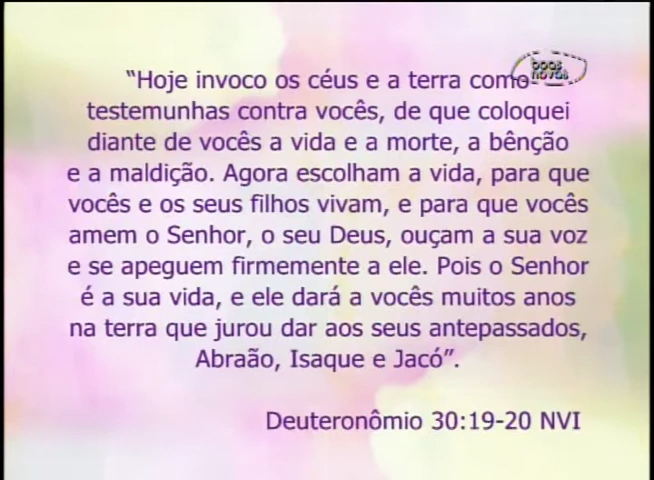 boas
novas
“Hoje invoco os céus e a terra como
testemunhas contra vocês, de que coloquei
diante de vocês a vida e a morte, a bênção
e a maldição. Agora escolham a vida, para que
vocês e os seus filhos vivam, e para que vocês
amem o Senhor, o seu Deus, ouçam a sua voz
e se apeguem firmemente a ele. Pois o Senhor
é a sua vida, e ele dará a vocês muitos anos
na terra que jurou dar aos seus antepassados,
Abraão, Isaque e Jacó”.
Deuteronômio 30:19-20 NVI